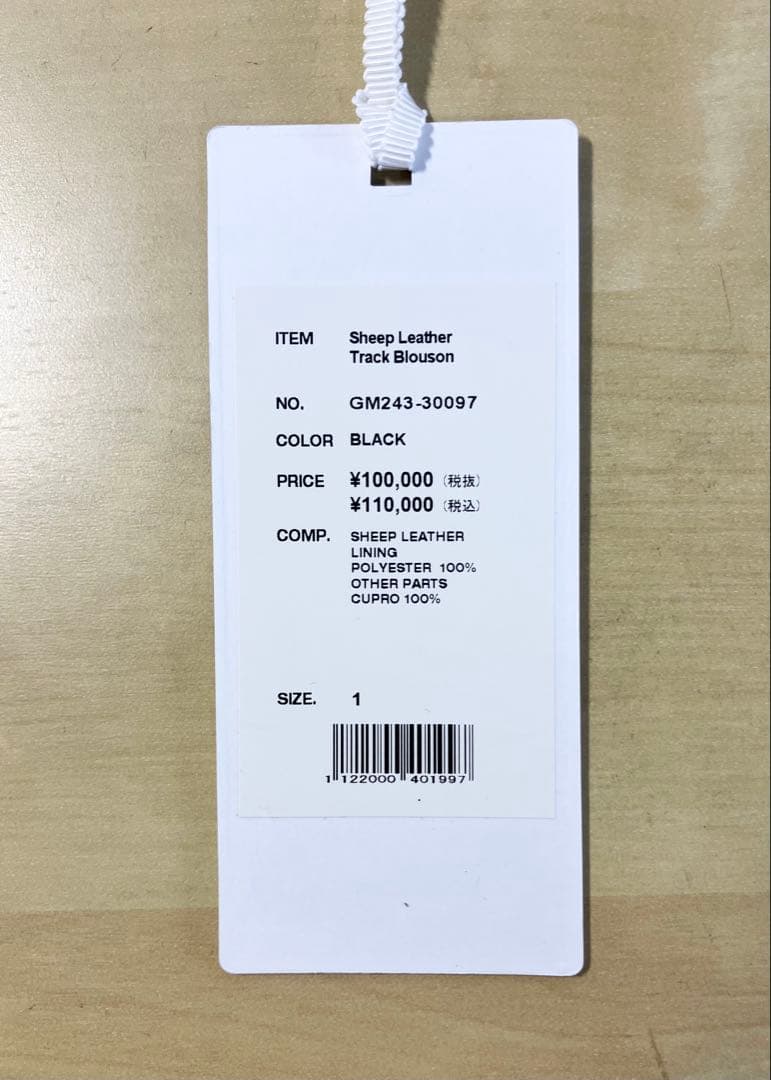 ITEM Sheep Leather
Track Blouson
NO. GM243-30097
COLOR BLACK
PRICE ¥100,000（税抜）
¥110,000（税込）
COMP. SHEEP LEATHER
LINING
POLYESTER 100%
OTHER PARTS
CUPRO 100%
SIZE. 1
1 122000 401997